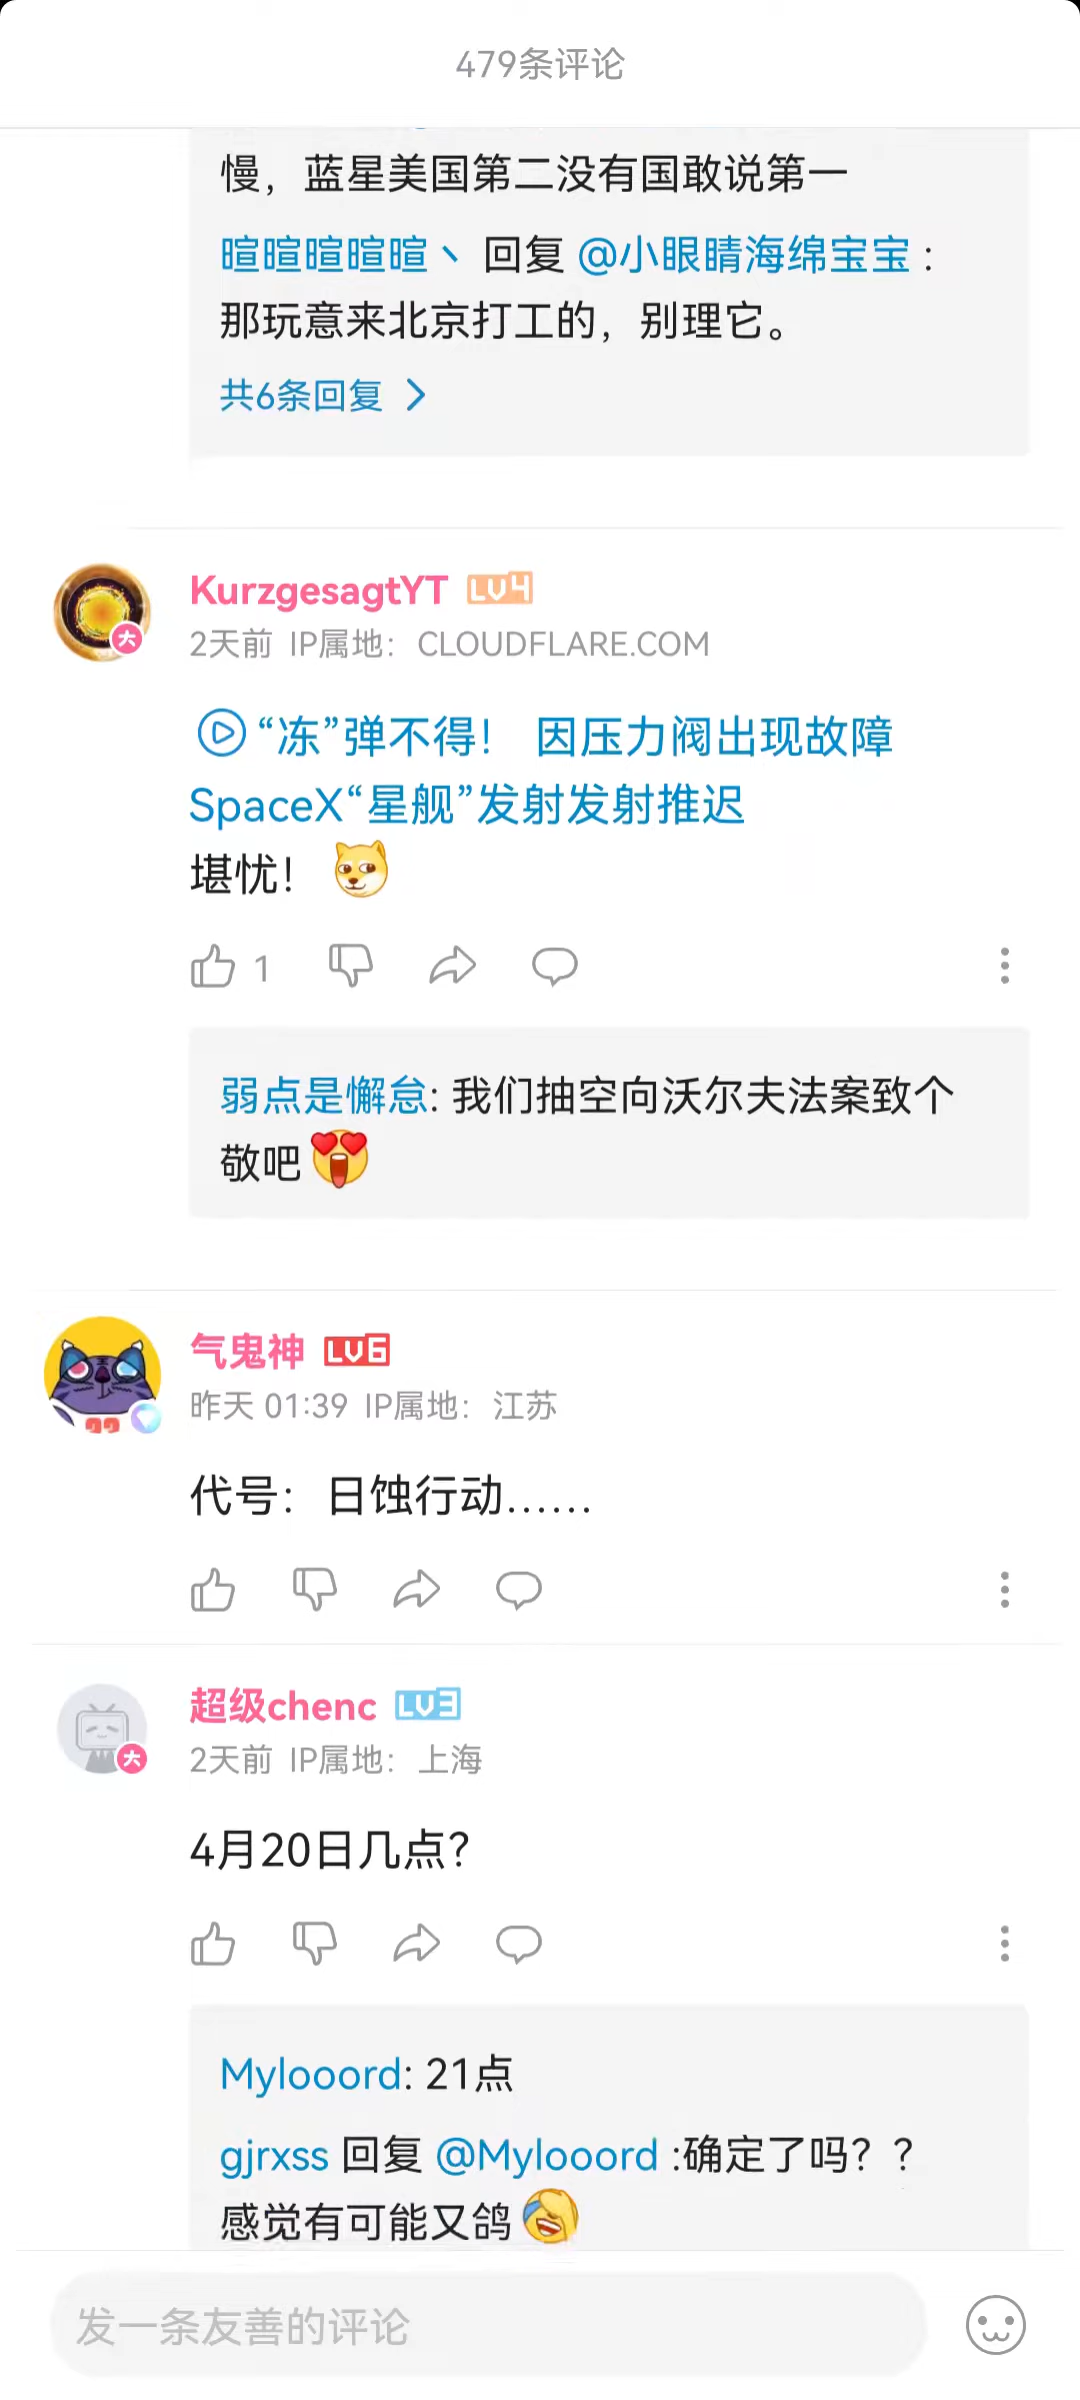 479条评论
慢，蓝星美国第二没有国敢说第一
暄暄暄暄暄丶 回复 @小眼睛海绵宝宝 :
那玩意来北京打工的，别理它。
共6条回复
KurzgesagtYT LV4
2天前 IP属地：CLOUDFLARE.COM
“冻”弹不得！ 因压力阀出现故障
SpaceX“星舰”发射发射推迟
堪忧！
1
弱点是懈怠: 我们抽空向沃尔夫法案致个
敬吧
气鬼神 LV6
昨天 01:39 IP属地：江苏
代号：日蚀行动......
超级chenc LV3
2天前 IP属地：上海
4月20日几点？
Mylooord: 21点
gjrxss 回复 @Mylooord :确定了吗？？
感觉有可能又鸽
发一条友善的评论